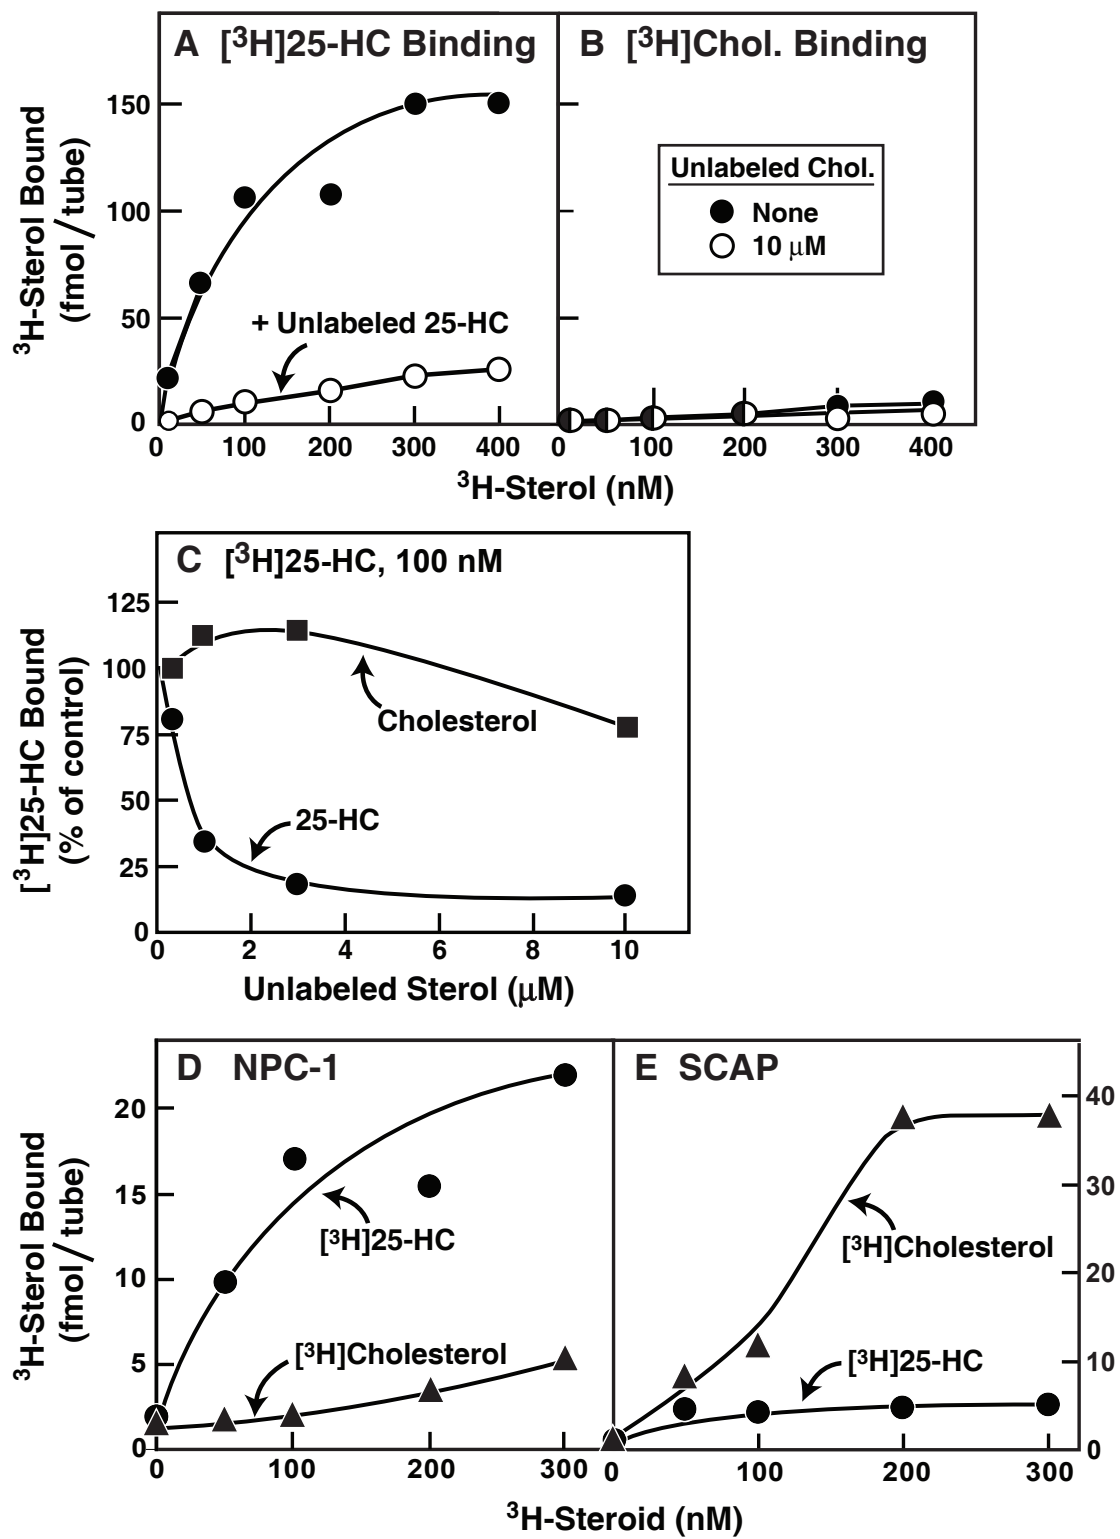 A [³H]25-HC Binding
B [³H]Chol. Binding
³H-Sterol Bound
(fmol / tube)
150
100
50
0
+ Unlabeled 25-HC
Unlabeled Chol.
None
10 μM
0 100 200 300 400
0 100 200 300 400
³H-Sterol (nM)
C [³H]25-HC, 100 nM
[³H]25-HC Bound
(% of control)
125
100
75
50
25
0
Cholesterol
25-HC
0 2 4 6 8 10
Unlabeled Sterol (μM)
D NPC-1
E SCAP
³H-Sterol Bound
(fmol / tube)
20
15
10
5
0
[³H]25-HC
[³H]Cholesterol
[³H]Cholesterol
[³H]25-HC
40
30
20
10
0
0 100 200 300
0 100 200 300
³H-Steroid (nM)